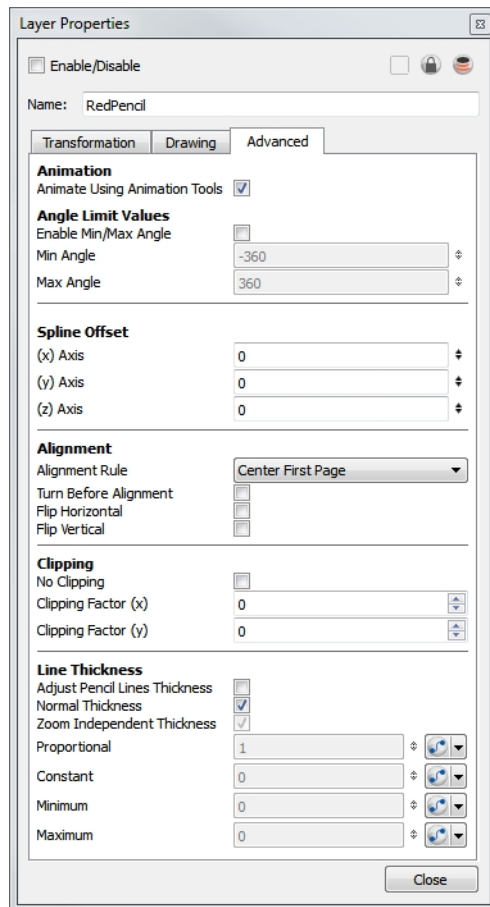 Layer Properties
Enable/Disable
Name: RedPencil
Transformation Drawing Advanced
Animation
Animate Using Animation Tools
Angle Limit Values
Enable Min/Max Angle
Min Angle -360
Max Angle 360
Spline Offset
(x) Axis 0
(y) Axis 0
(z) Axis 0
Alignment
Alignment Rule Center First Page
Turn Before Alignment
Flip Horizontal
Flip Vertical
Clipping
No Clipping
Clipping Factor (x) 0
Clipping Factor (y) 0
Line Thickness
Adjust Pencil Lines Thickness
Normal Thickness
Zoom Independent Thickness
Proportional 1
Constant 0
Minimum 0
Maximum 0
Close